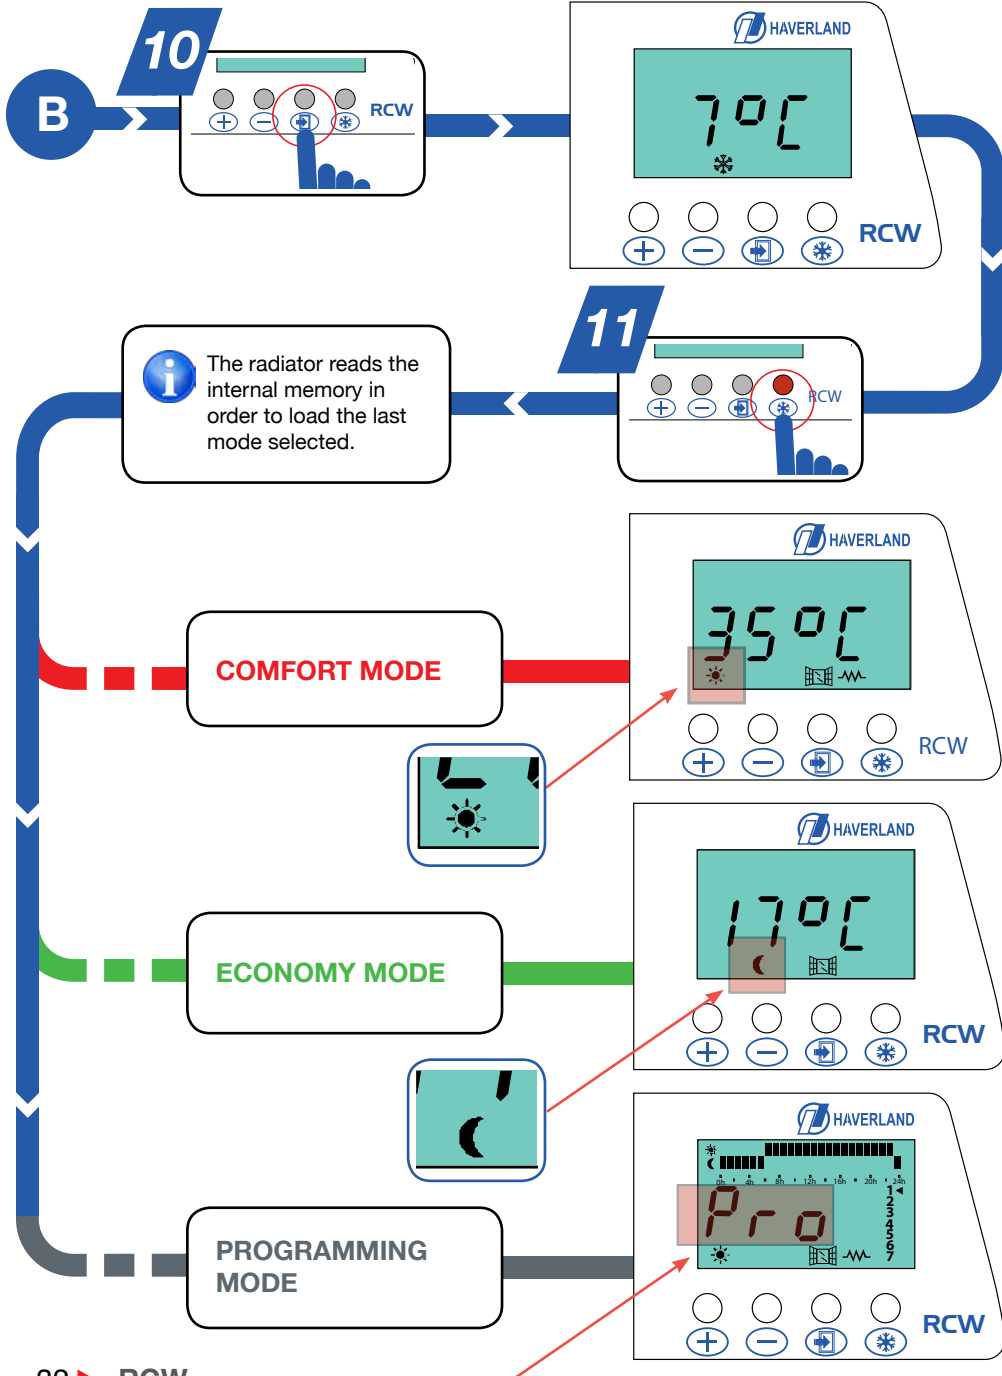 10
HAVERLAND
B
RCW
7°C
RCW
11
The radiator reads the
internal memory in
order to load the last
mode selected.
RCW
HAVERLAND
35°C
COMFORT MODE
RCW
HAVERLAND
17°C
ECONOMY MODE
RCW
HAVERLAND
0h 4h 8h 12h 16h 20h 24h
Pro
1
2
3
4
5
6
7
PROGRAMMING
MODE
RCW
RCW